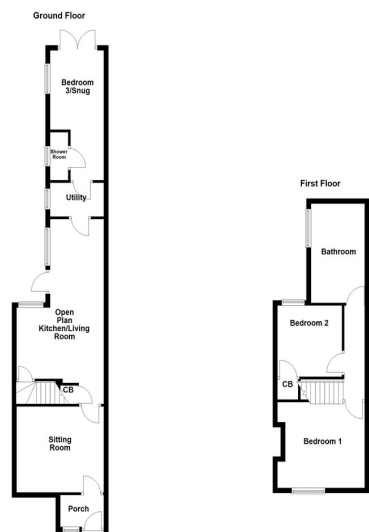 Ground Floor
Bedroom
3/Snug
Shower
Room
Utility
Open
Plan
Kitchen/Living
Room
CB
Sitting
Room
Porch
First Floor
Bathroom
Bedroom 2
CB
Bedroom 1